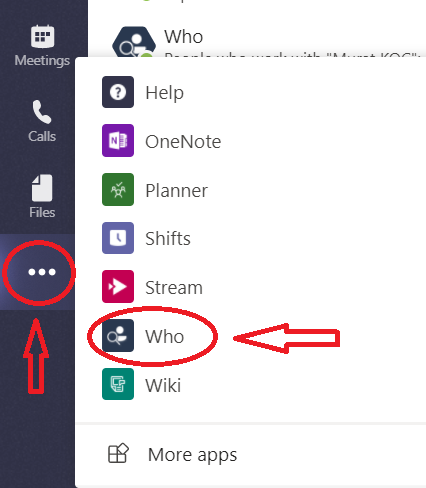 Meetings
Calls
Files
Who
People who work with "Murat KOC":
Help
OneNote
Planner
Shifts
Stream
Who
Wiki
More apps